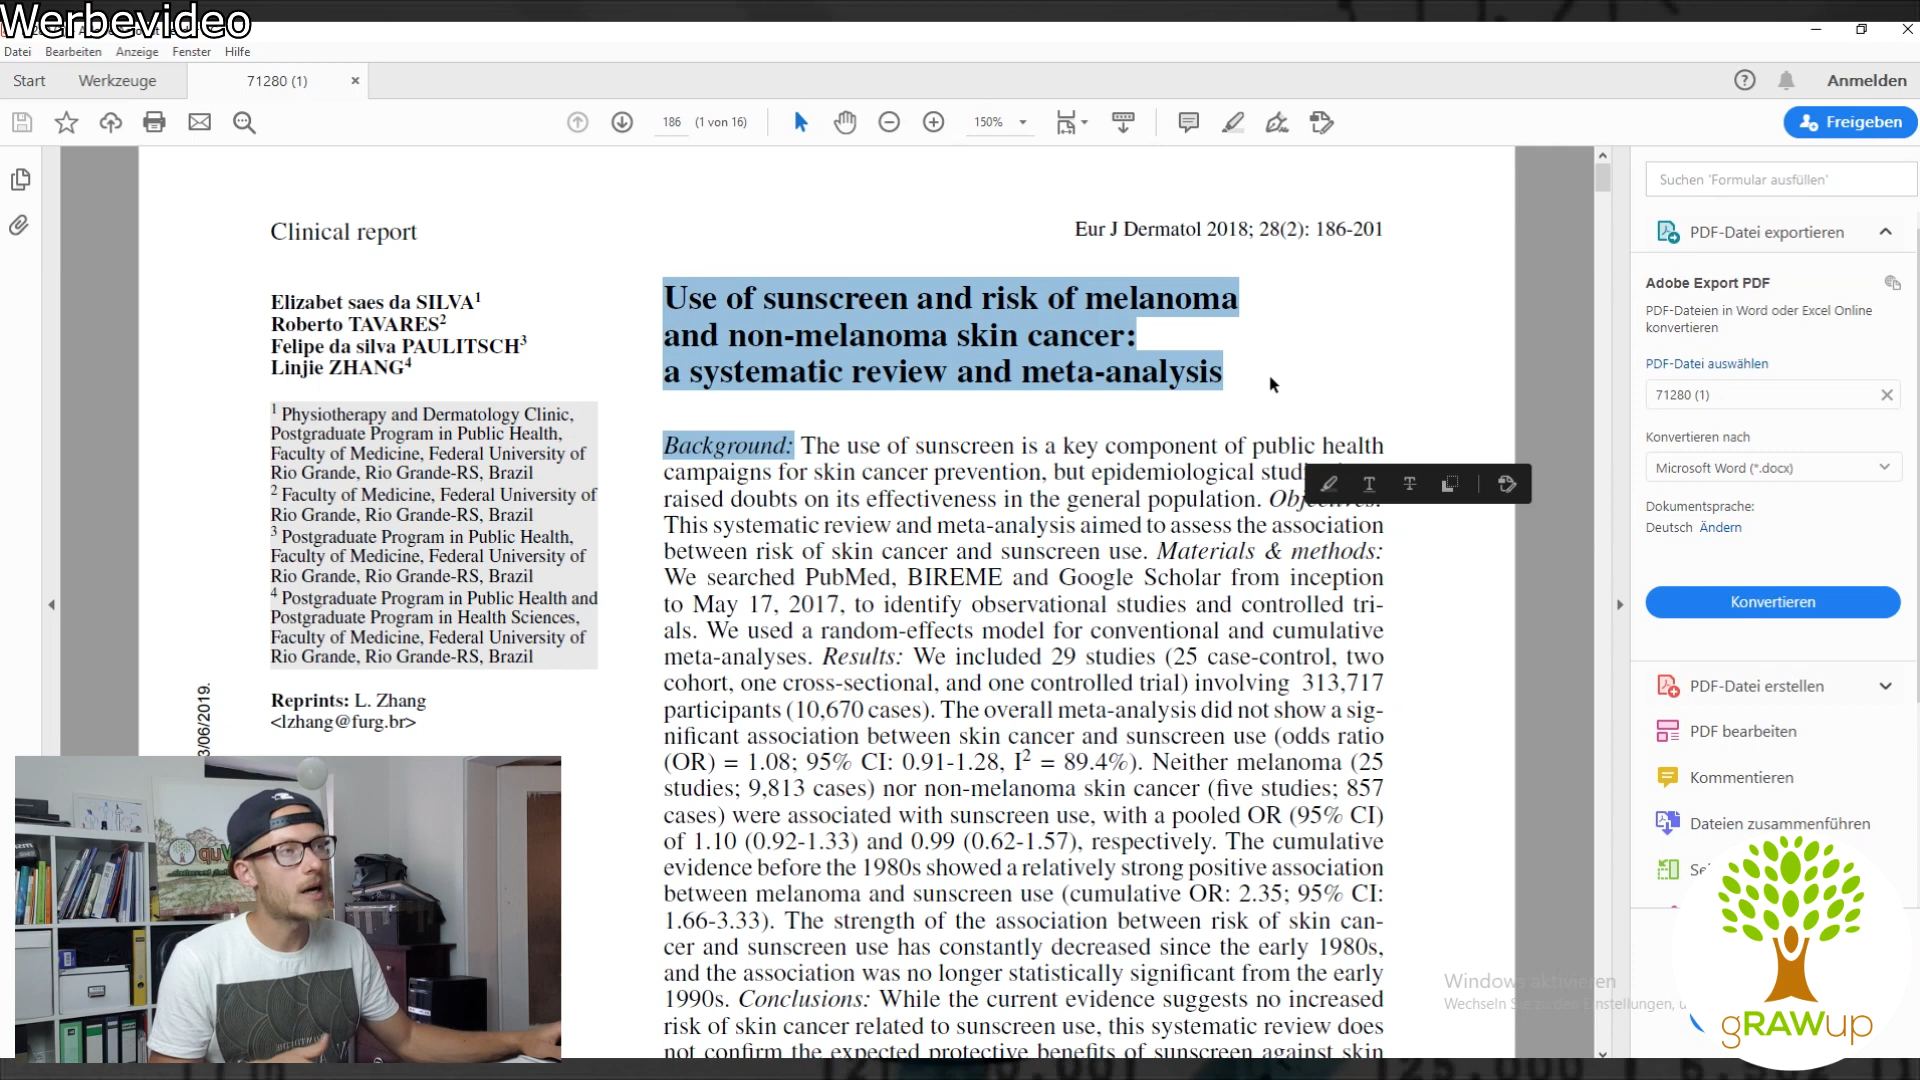 Werbevideo
Datei Bearbeiten Anzeige Fenster Hilfe
Start Werkzeuge 71280 (1) Anmelden
186 (1 von 16) 150% Freigeben
Clinical report
Eur J Dermatol 2018; 28(2): 186-201
Elizabet saes da SILVA1
Roberto TAVARES2
Felipe da silva PAULITSCH3
Linjie ZHANG4
1 Physiotherapy and Dermatology Clinic,
Postgraduate Program in Public Health,
Faculty of Medicine, Federal University of
Rio Grande, Rio Grande-RS, Brazil
2 Faculty of Medicine, Federal University of
Rio Grande, Rio Grande-RS, Brazil
3 Postgraduate Program in Public Health,
Faculty of Medicine, Federal University of
Rio Grande, Rio Grande-RS, Brazil
4 Postgraduate Program in Public Health and
Postgraduate Program in Health Sciences,
Faculty of Medicine, Federal University of
Rio Grande, Rio Grande-RS, Brazil
Reprints: L. Zhang
<lzhang@furg.br>
3/06/2019.
Use of sunscreen and risk of melanoma
and non-melanoma skin cancer:
a systematic review and meta-analysis
Background: The use of sunscreen is a key component of public health
campaigns for skin cancer prevention, but epidemiological
raised doubts on its effectiveness in the general population.
This systematic review and meta-analysis aimed to assess the association
between risk of skin cancer and sunscreen use. Materials & methods:
We searched PubMed, BIREME and Google Scholar from inception
to May 17, 2017, to identify observational studies and controlled tri-
als. We used a random-effects model for conventional and cumulative
meta-analyses. Results: We included 29 studies (25 case-control, two
cohort, one cross-sectional, and one controlled trial) involving 313,717
participants (10,670 cases). The overall meta-analysis did not show a sig-
nificant association between skin cancer and sunscreen use (odds ratio
(OR) = 1.08; 95% CI: 0.91-1.28, I2 = 89.4%). Neither melanoma (25
studies; 9,813 cases) nor non-melanoma skin cancer (five studies; 857
cases) were associated with sunscreen use, with a pooled OR (95% CI)
of 1.10 (0.92-1.33) and 0.99 (0.62-1.57), respectively. The cumulative
evidence before the 1980s showed a relatively strong positive association
between melanoma and sunscreen use (cumulative OR: 2.35; 95% CI:
1.66-3.33). The strength of the association between risk of skin can-
cer and sunscreen use has constantly decreased since the early 1980s,
and the association was no longer statistically significant from the early
1990s. Conclusions: While the current evidence suggests no increased
risk of skin cancer related to sunscreen use, this systematic review does
not confirm the expected protective benefits of sunscreen against skin
Suchen 'Formular ausfüllen'
PDF-Datei exportieren
Adobe Export PDF
PDF-Dateien in Word oder Excel Online
konvertieren
PDF-Datei auswählen
71280 (1)
Konvertieren nach
Microsoft Word (*.docx)
Dokumentsprache:
Deutsch Ändern
Konvertieren
PDF-Datei erstellen
PDF bearbeiten
Kommentieren
Dateien zusammenführen
Windows aktivieren
gRAWup